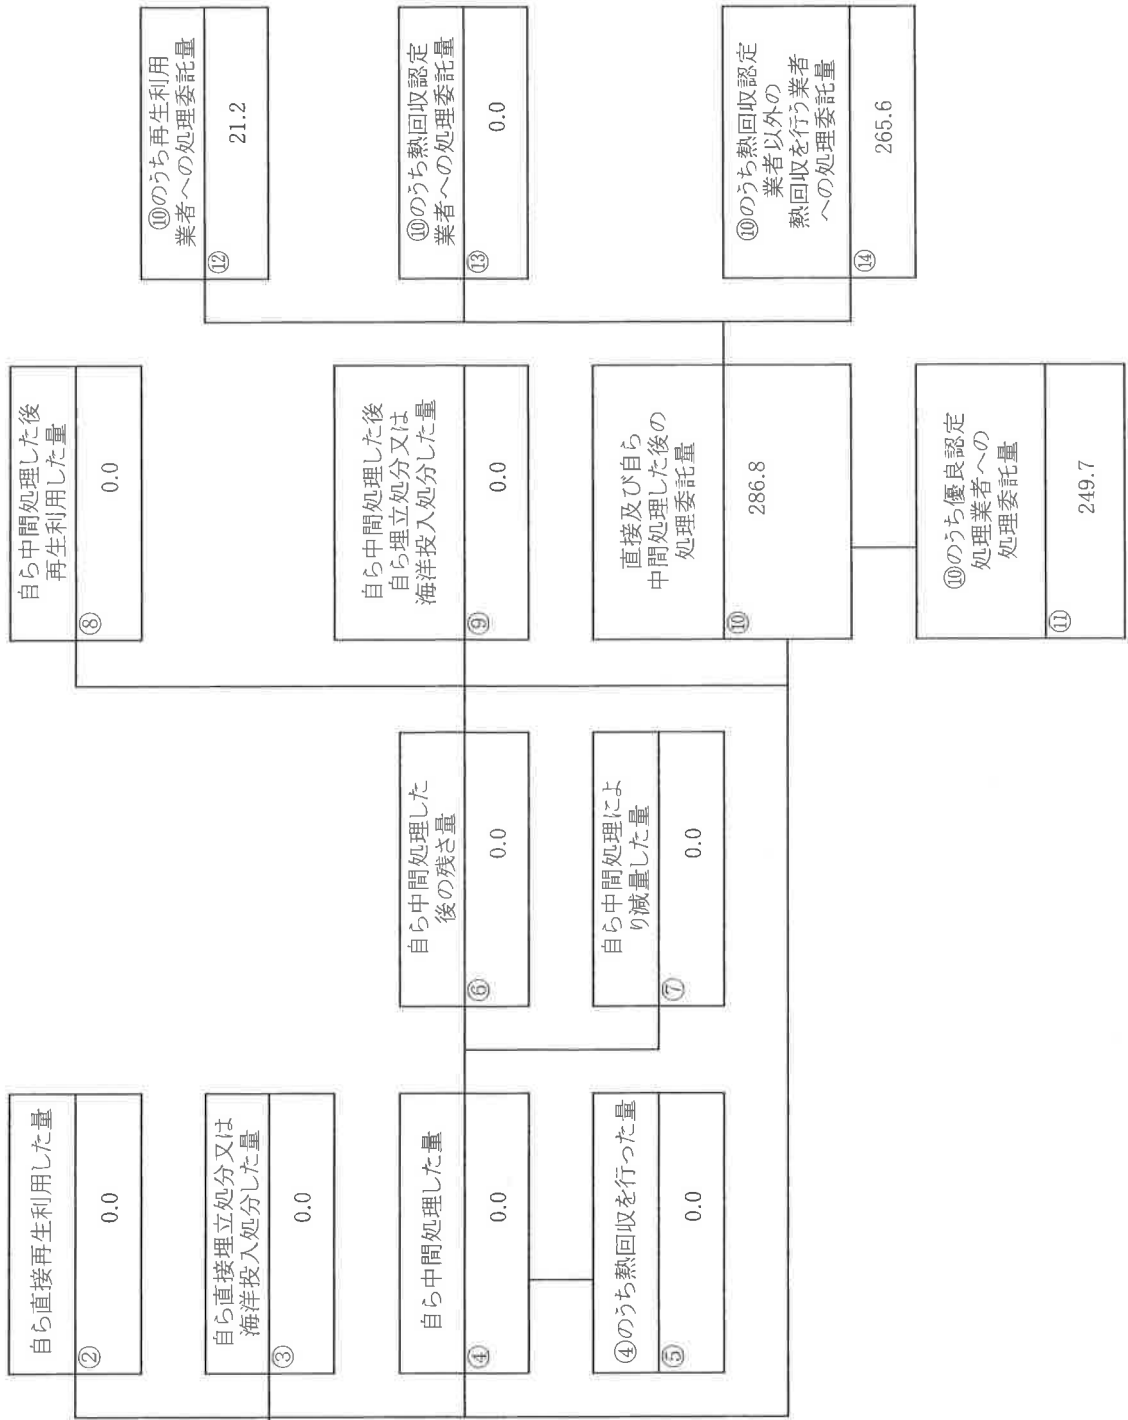 自ら直接再生利用した量
②
0.0
自ら直接埋立処分又は
海洋投入処分した量
③
0.0
自ら中間処理した量
④
0.0
④のうち熱回収を行った量
⑤
0.0
自ら中間処理した
後の残さ量
⑥
0.0
自ら中間処理によ
り減量した量
⑦
0.0
自ら中間処理した後
再生利用した量
⑧
0.0
自ら中間処理した後
自ら埋立処分又は
海洋投入処分した量
⑨
0.0
直接及び自ら
中間処理した後の
処理委託量
⑩
286.8
⑩のうち優良認定
処理業者への
処理委託量
⑪
249.7
⑩のうち再生利用
業者への処理委託量
⑫
21.2
⑩のうち熱回収認定
業者への処理委託量
⑬
0.0
⑩のうち熱回収認定
業者以外の
熱回収を行う業者
への処理委託量
⑭
265.6